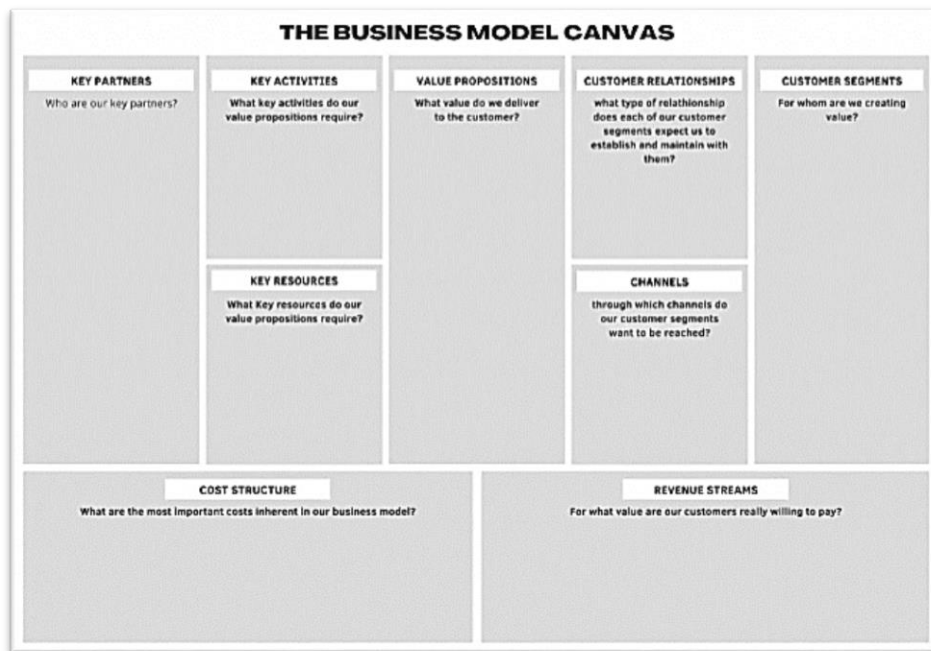 THE BUSINESS MODEL CANVAS
KEY PARTNERS
Who are our key partners?
KEY ACTIVITIES
What key activities do our
value propositions require?
KEY RESOURCES
What Key resources do our
value propositions require?
VALUE PROPOSITIONS
What value do we deliver
to the customer?
CUSTOMER RELATIONSHIPS
what type of relathionship
does each of our customer
segments expect us to
establish and maintain with
them?
CHANNELS
through which channels do
our customer segments
want to be reached?
CUSTOMER SEGMENTS
For whom are we creating
value?
COST STRUCTURE
What are the most important costs inherent in our business model?
REVENUE STREAMS
For what value are our customers really willing to pay?